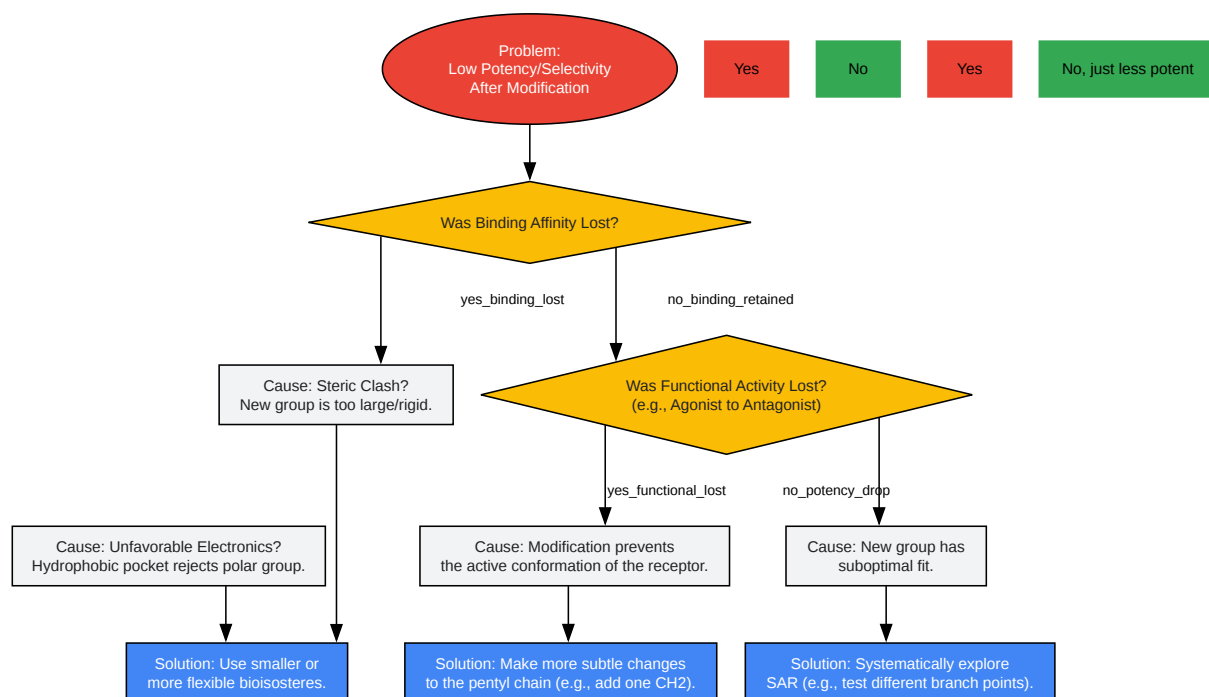 Problem:
Low Potency/Selectivity
After Modification
Yes
No
Yes
No, just less potent
Was Binding Affinity Lost?
yes_binding_lost
no_binding_retained
Cause: Steric Clash?
New group is too large/rigid.
Was Functional Activity Lost?
(e.g., Agonist to Antagonist)
yes_functional_lost
no_potency_drop
Cause: Unfavorable Electronics?
Hydrophobic pocket rejects polar group.
Cause: Modification prevents
the active conformation of the receptor.
Cause: New group has
suboptimal fit.
Solution: Use smaller or
more flexible bioisosteres.
Solution: Make more subtle changes
to the pentyl chain (e.g., add one CH2).
Solution: Systematically explore
SAR (e.g., test different branch points).